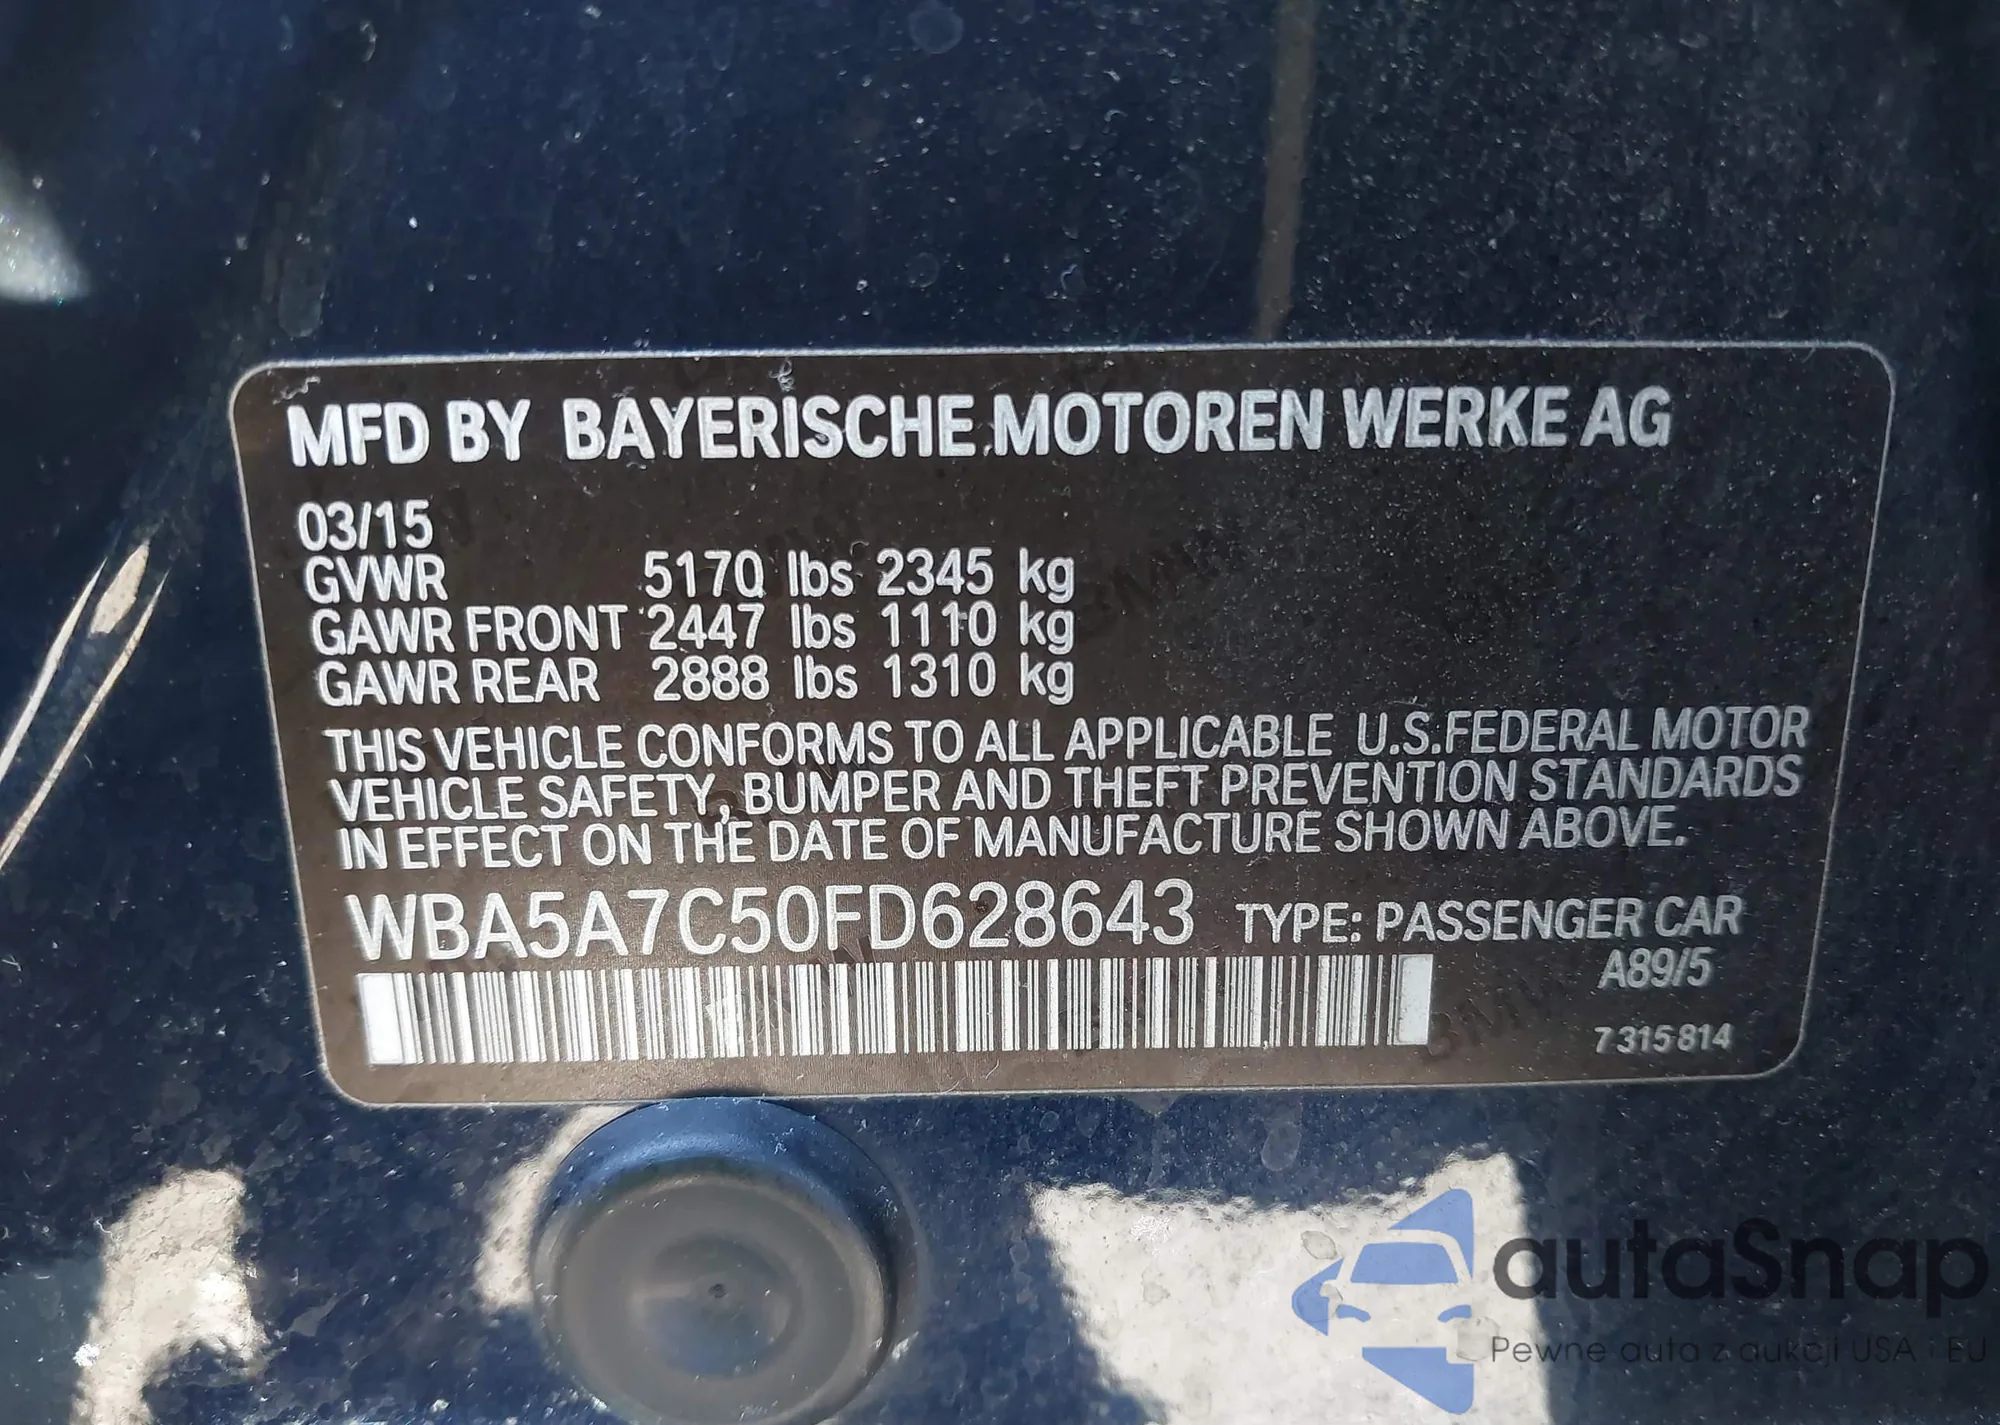 MFD BY BAYERISCHE MOTOREN WERKE AG
03/15
GVWR 5170 lbs 2345 kg
GAWR FRONT 2447 lbs 1110 kg
GAWR REAR 2888 lbs 1310 kg
THIS VEHICLE CONFORMS TO ALL APPLICABLE U.S.FEDERAL MOTOR
VEHICLE SAFETY, BUMPER AND THEFT PREVENTION STANDARDS
IN EFFECT ON THE DATE OF MANUFACTURE SHOWN ABOVE.
WBA5A7C50FD628643 TYPE: PASSENGER CAR
A89/5
7 315 814
autaSnap
Pewne auta z aukcji USA i EU